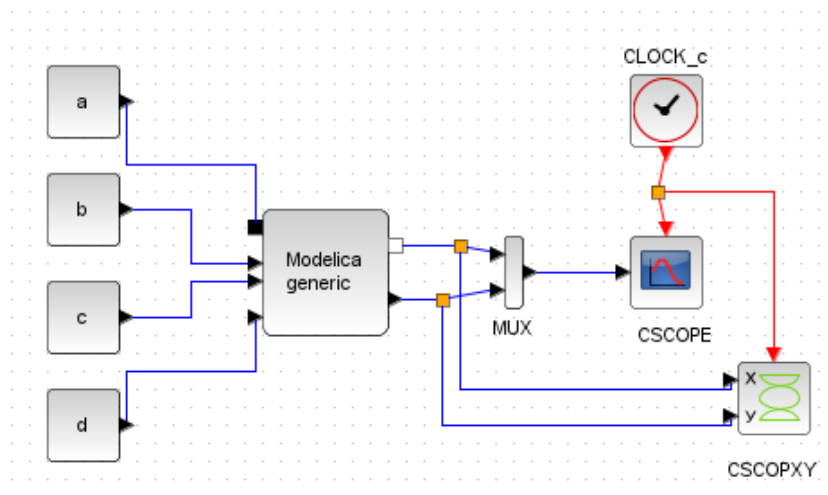 CLOCK_c
a
b
Modelica
generic
c
MUX
CSCOPE
d
X
y
CSCOPXY